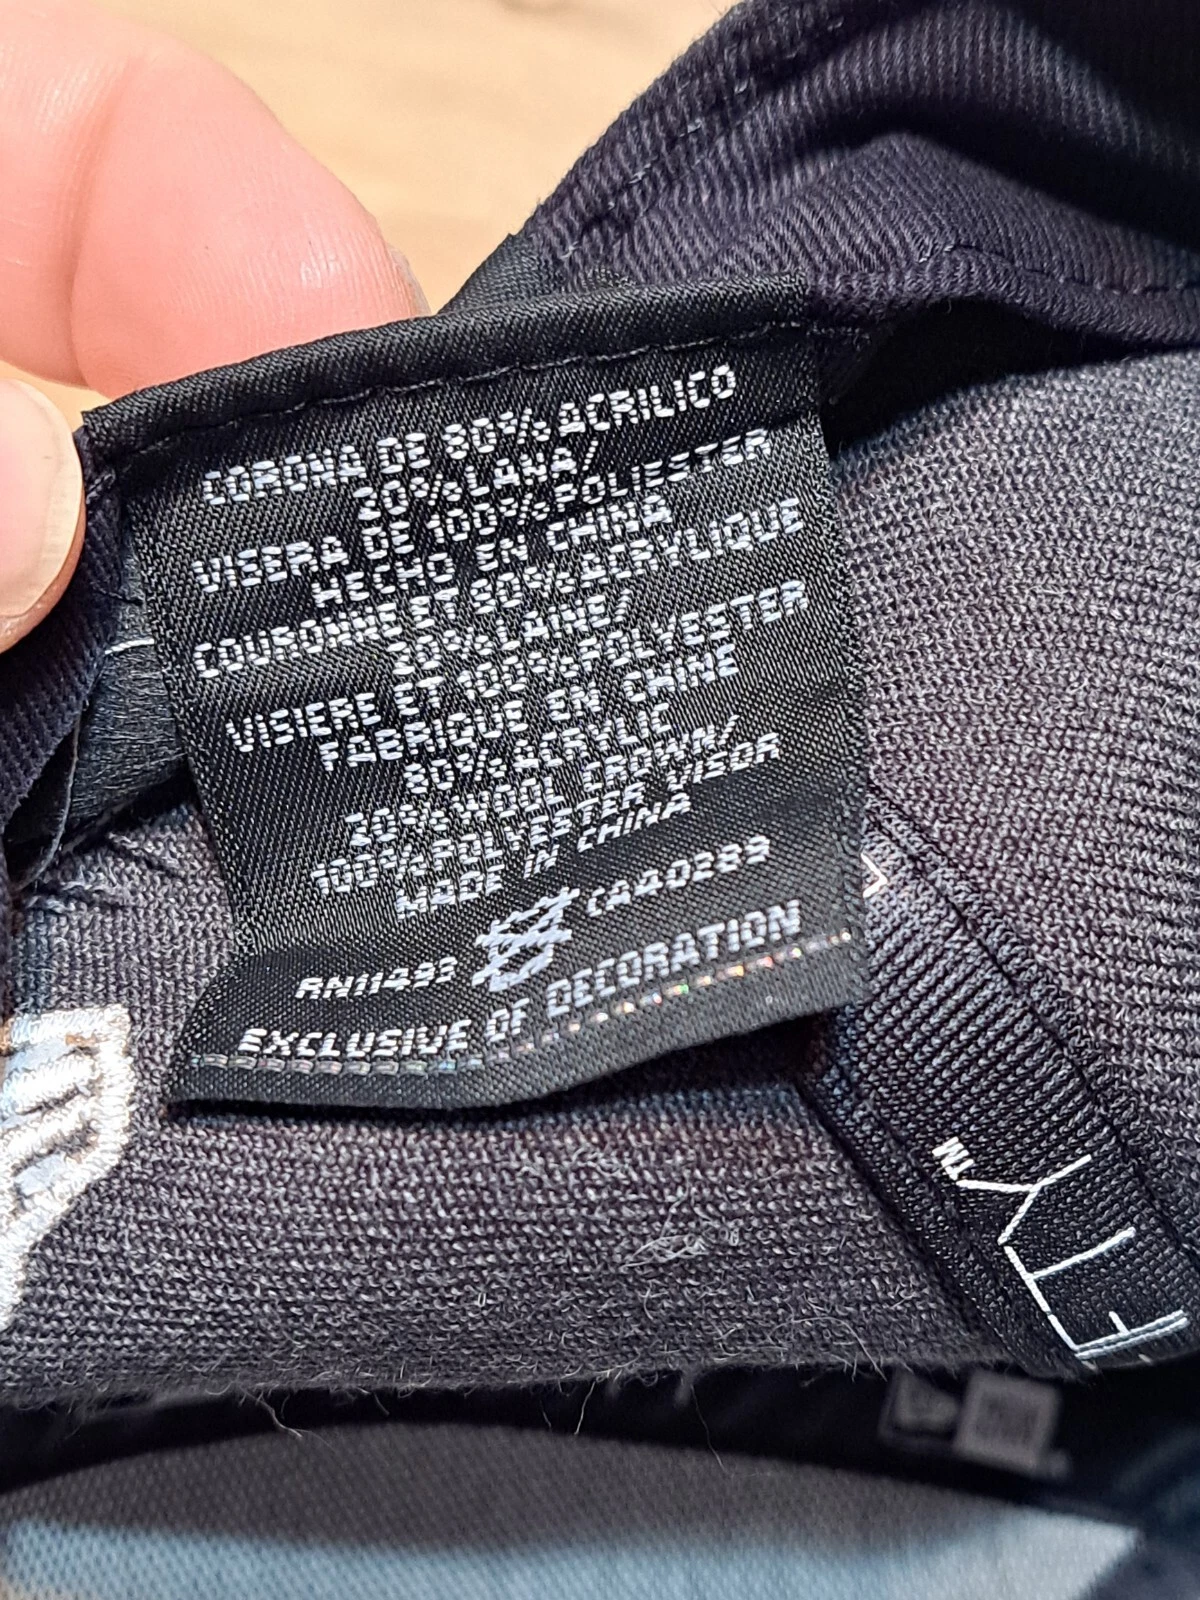 CORONA DE 80% ACRILICO
20% LANA/
VISERA DE 100% POLIESTER
HECHO EN CHINA
COURONNE ET 80% ACRYLIQUE
20% LAINE/
VISIERE ET 100% POLYESTER
FABRIQUE EN CHINE
80% ACRYLIC
20% WOOL CROWN/
100% POLYESTER VISOR
MADE IN CHINA
RN11493 CA40289
EXCLUSIVE OF DECORATION
TM